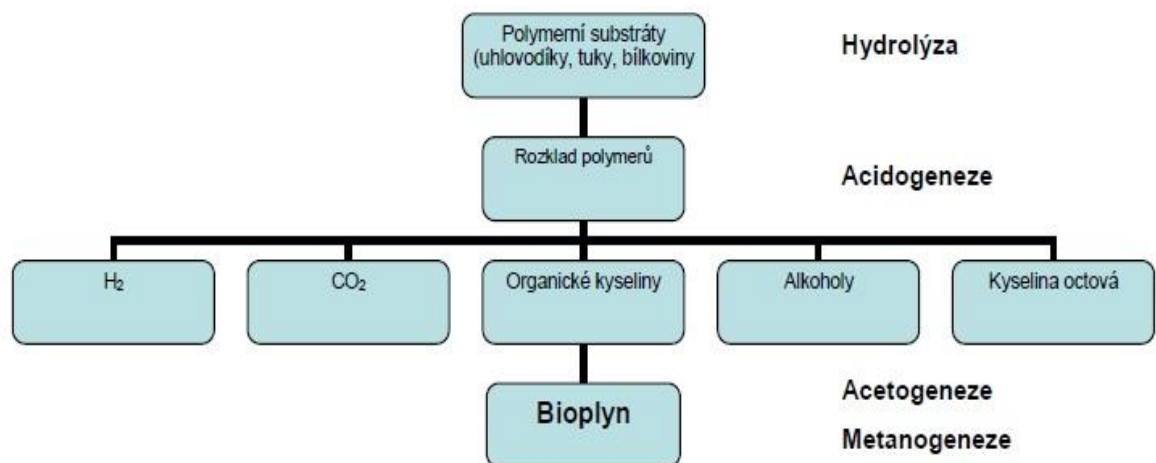 Polymerní substráty
(uhlovodíky, tuky, bílkoviny
Hydrolýza
Rozklad polymerů
Acidogeneze
H₂
CO₂
Organické kyseliny
Alkoholy
Kyselina octová
Bioplyn
Acetogeneze
Metanogeneze